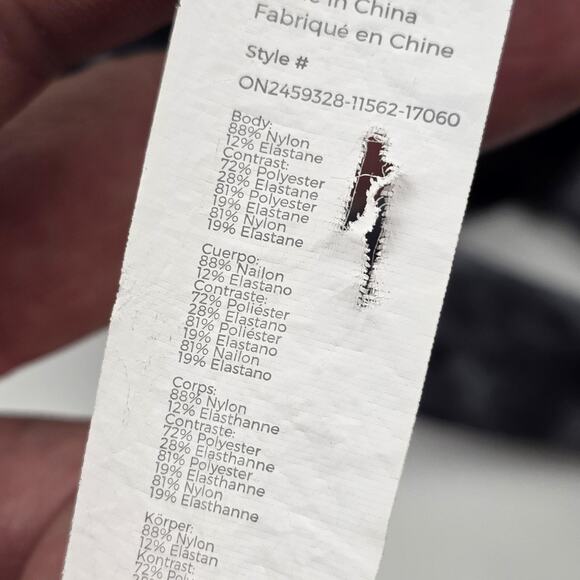 in China
Fabriqué en Chine
Style #
ON2459328-11562-17060
Body:
88% Nylon
12% Elastane
Contrast:
72% Polyester
28% Elastane
81% Polyester
19% Elastane
81% Nylon
19% Elastane
Cuerpo:
88% Nailon
12% Elastano
Contraste:
72% Poliéster
28% Elastano
81% Poliéster
19% Elastano
81% Nailon
19% Elastano
Corps:
88% Nylon
12% Elasthanne
Contraste:
72% Polyester
28% Elasthanne
81% Polyester
19% Elasthanne
81% Nylon
19% Elasthanne
Körper:
88% Nylon
12% Elastan
Kontrast:
72%